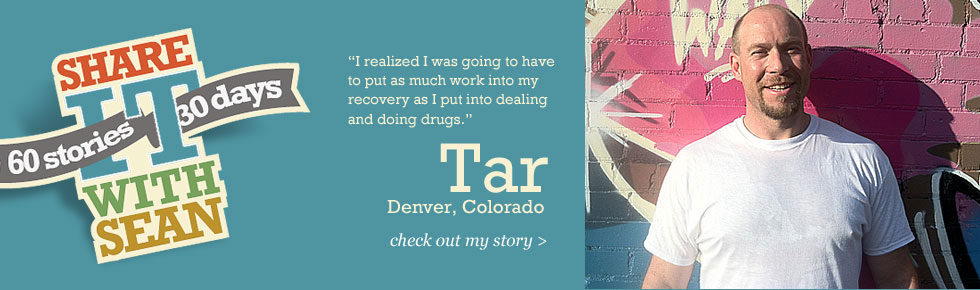 SHARE
IT
60 stories 30 days
WITH
SEAN
“I realized I was going to have
to put as much work into my
recovery as I put into dealing
and doing drugs.”
Tar
Denver, Colorado
check out my story >